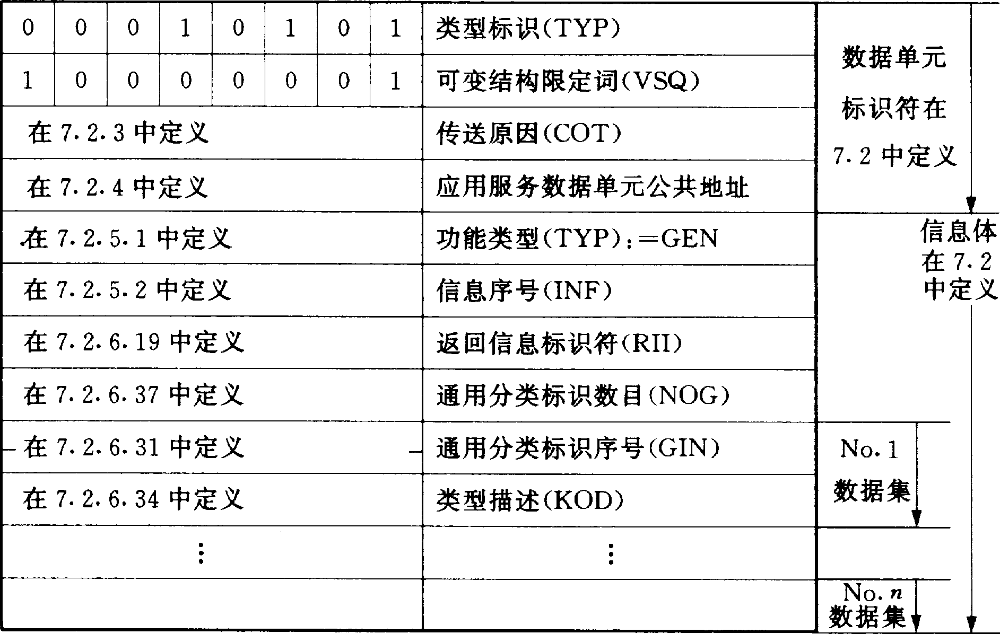 0 0 0 1 0 1 0 1 类型标识(TYP)
1 0 0 0 0 0 0 1 可变结构限定词(VSQ)
在 7.2.3 中定义 传送原因(COT)
在 7.2.4 中定义 应用服务数据单元公共地址
数据单元
标识符在
7.2 中定义
在 7.2.5.1 中定义 功能类型(TYP):=GEN
在 7.2.5.2 中定义 信息序号(INF)
在 7.2.6.19 中定义 返回信息标识符(RII)
在 7.2.6.37 中定义 通用分类标识数目(NOG)
信息体
在 7.2
中定义
在 7.2.6.31 中定义 通用分类标识序号(GIN)
在 7.2.6.34 中定义 类型描述(KOD)
No.1
数据集
⋮ ⋮
No.n
数据集